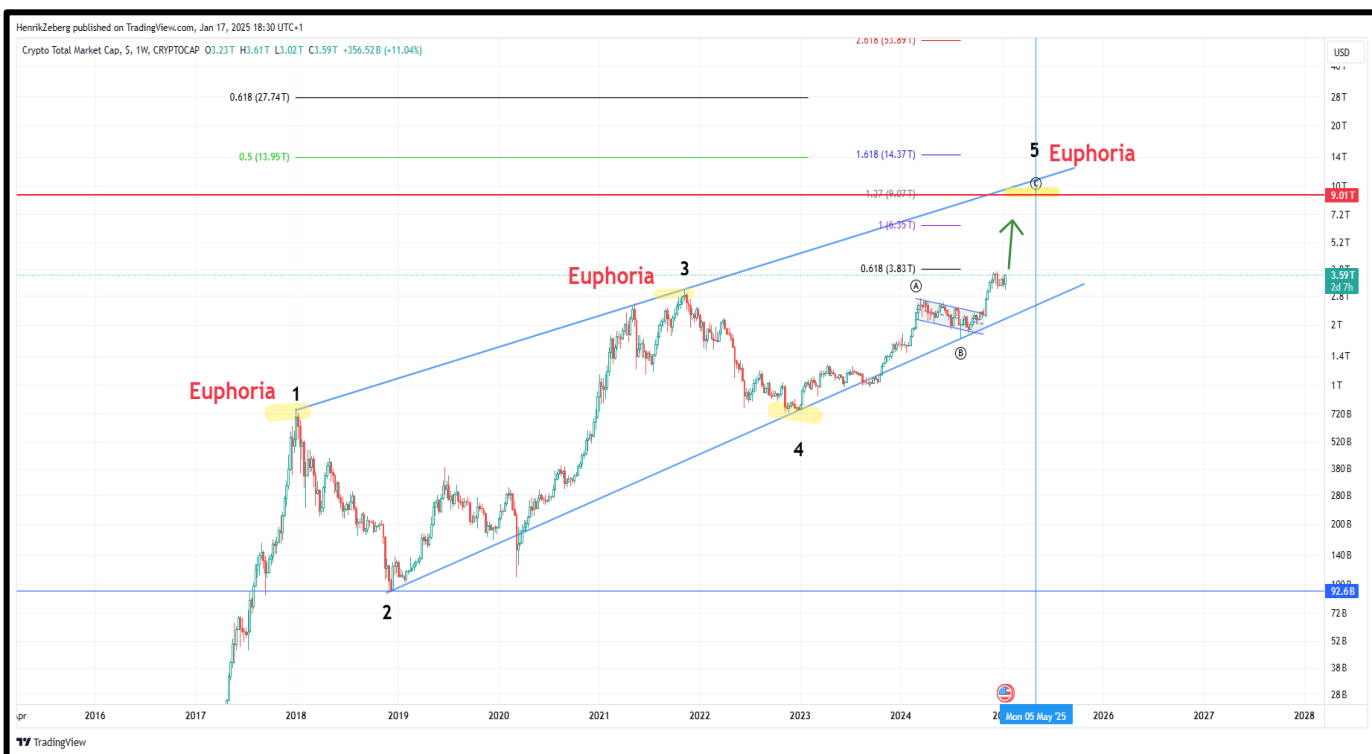 HenrikZeberg published on TradingView.com, Jan 17, 2025 18:30 UTC+1
Crypto Total Market Cap, $, 1W, CRYPTOCAP O3.23T H3.61T L3.02T C3.59T +356.52B (+11.04%)
2.618 (53.89T)
0.618 (27.74T)
0.5 (13.95T)
1.618 (14.37T)
5 Euphoria
C
1.27 (9.07T)
1 (6.35T)
0.618 (3.83T)
Euphoria 3
A
B
Euphoria 1
4
2
USD
40T
28T
20T
14T
10T
9.01T
7.2T
5.2T
3.59T
2d 7h
2.8T
2T
1.4T
1T
720B
520B
380B
280B
200B
140B
100B
92.6B
72B
52B
38B
28B
2016 2017 2018 2019 2020 2021 2022 2023 2024 Mon 05 May '25 2026 2027 2028
TradingView